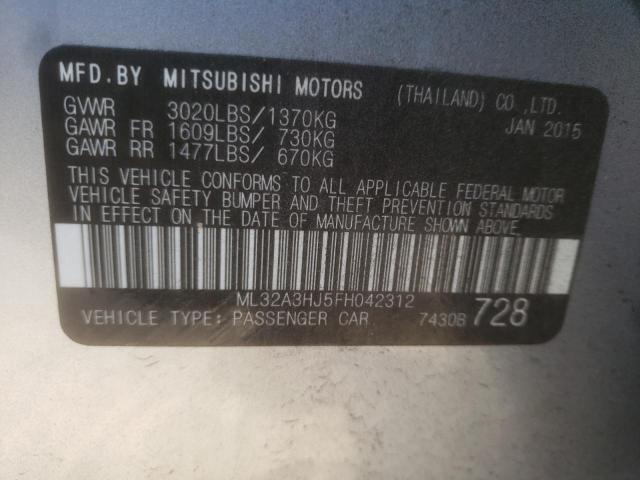 MFD.BY MITSUBISHI MOTORS (THAILAND) CO.,LTD.
GVWR 3020LBS/1370KG JAN 2015
GAWR FR 1609LBS/ 730KG
GAWR RR 1477LBS/ 670KG
THIS VEHICLE CONFORMS TO ALL APPLICABLE FEDERAL MOTOR
VEHICLE SAFETY BUMPER AND THEFT PREVENTION STANDARDS
IN EFFECT ON THE DATE OF MANUFACTURE SHOWN ABOVE.
ML32A3HJ5FH042312
VEHICLE TYPE: PASSENGER CAR 7430B 728